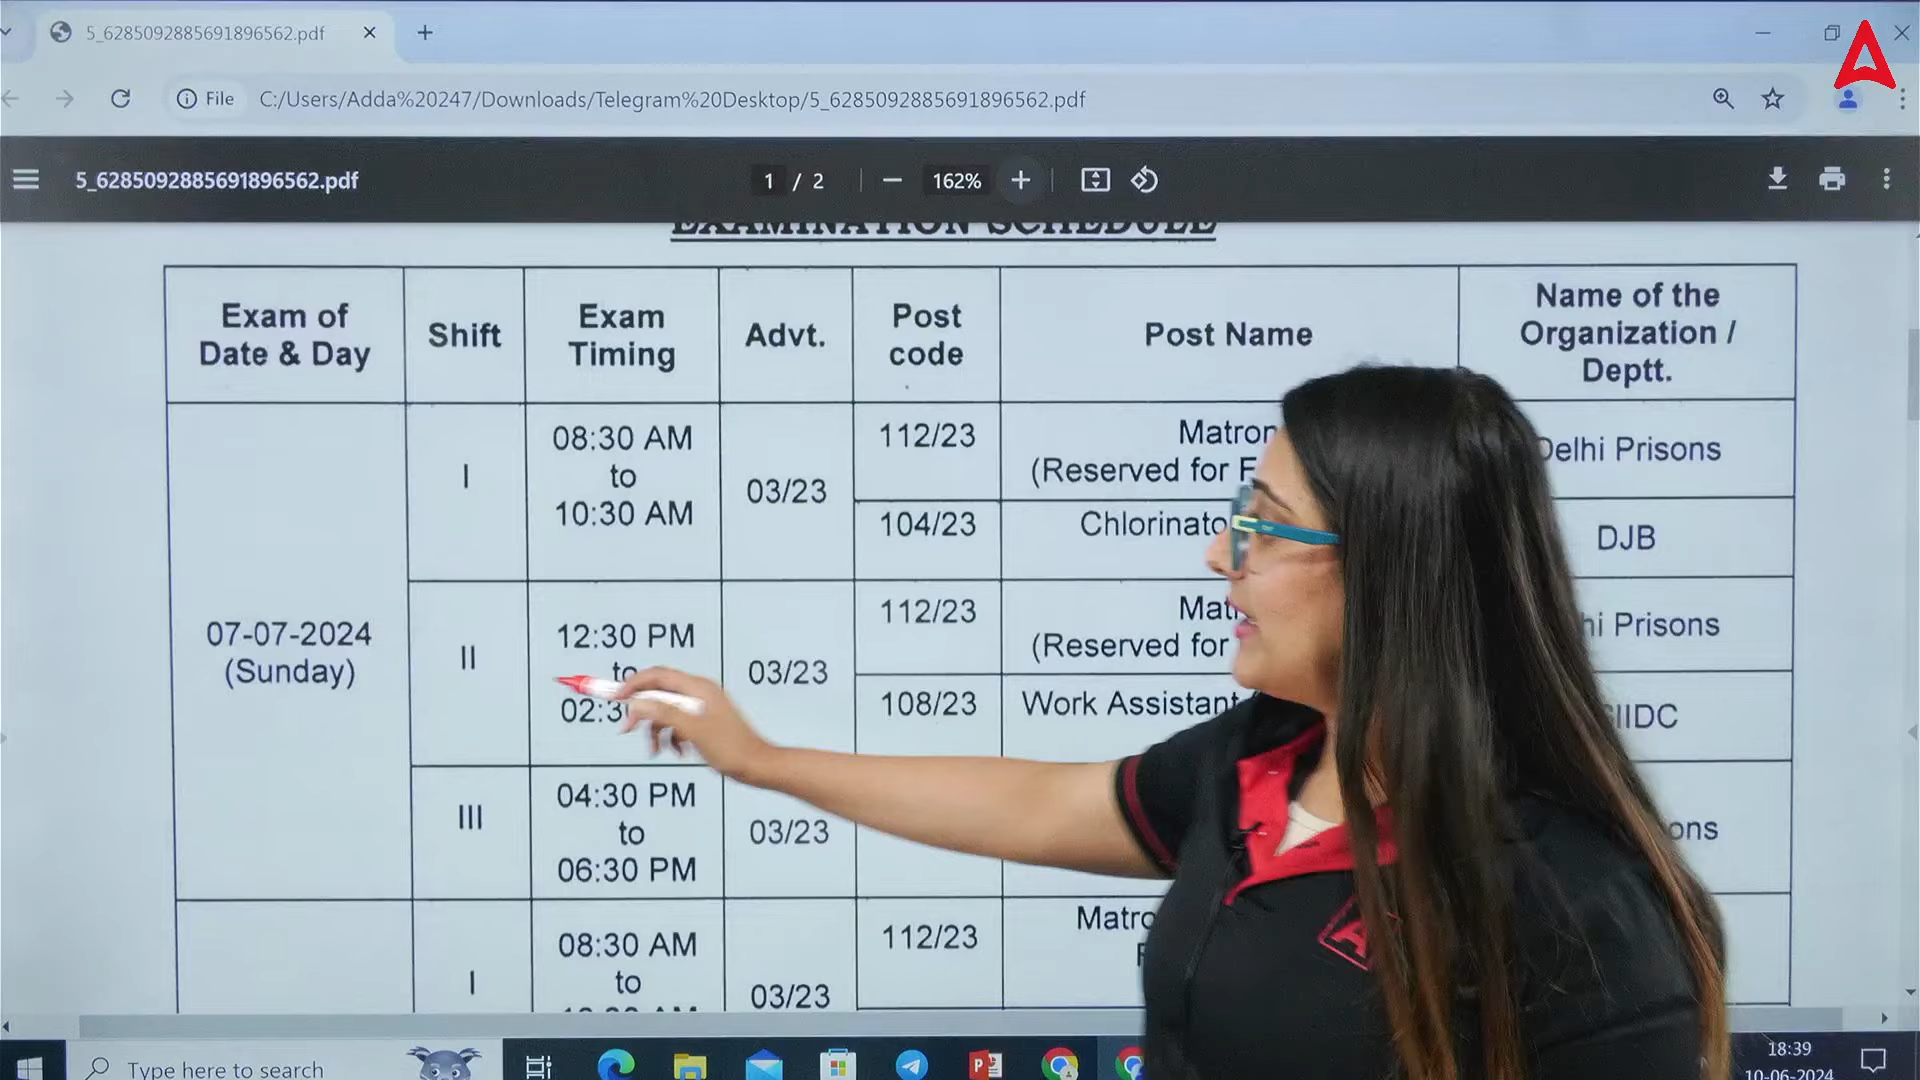 5_6285092885691896562.pdf
File
C:/Users/Adda%20247/Downloads/Telegram%20Desktop/5_6285092885691896562.pdf
5_6285092885691896562.pdf
1 / 2
162%
EXAMINATION SCHEDULE
Exam of
Date & Day
Shift
Exam
Timing
Advt.
Post
code
Post Name
Name of the
Organization /
Deptt.
07-07-2024
(Sunday)
I
08:30 AM
to
10:30 AM
03/23
112/23
(Reserved for
Delhi Prisons
104/23
DJB
II
12:30 PM
to
03/23
112/23
(Reserved for
Prisons
108/23
Work Assistant
III
04:30 PM
to
06:30 PM
03/23
I
08:30 AM
to
03/23
112/23
Type here to search
18:39
10-06-2024